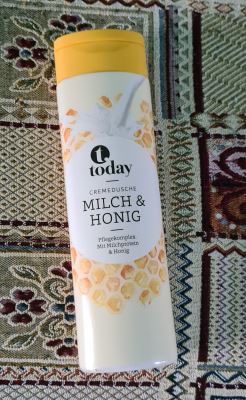 t
today
CREMEDUSCHE
MILCH &
HONIG
Pflegekomplex
Mit Milchprotein
& Honig